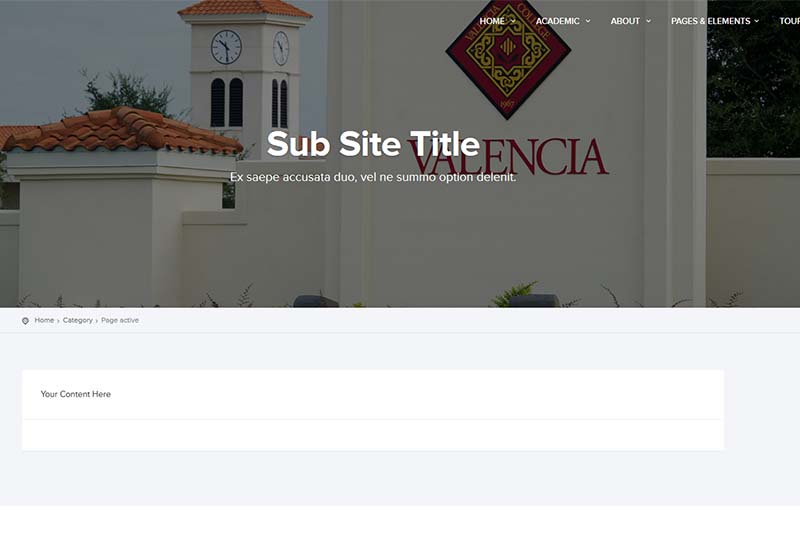 HOME ACADEMIC ABOUT PAGES & ELEMENTS TOUR
VALENCIA COLLEGE
1967
Sub Site Title
VALENCIA
Ex saepe accusata duo, vel ne summo option delenit.
Home › Category › Page active
Your Content Here